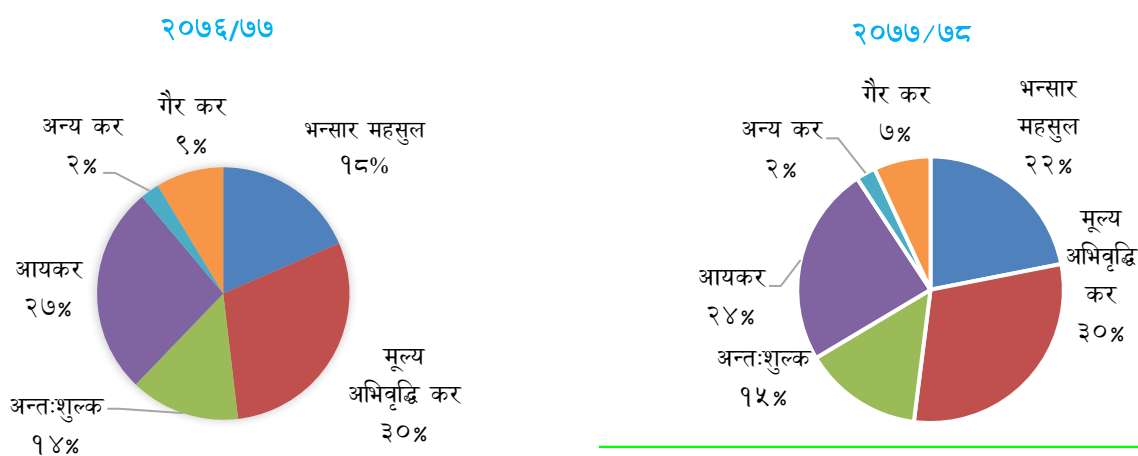 २०७६/७७
गैर कर
९%
अन्य कर
२%
भन्सार महसुल
१८%
आयकर
२७%
मूल्य
अभिवृद्धि कर
३०%
अन्तःशुल्क
१४%
२०७७/७८
भन्सार
महसुल
२२%
गैर कर
७%
अन्य कर
२%
मूल्य
अभिवृद्धि
कर
३०%
आयकर
२४%
अन्तःशुल्क
१५%